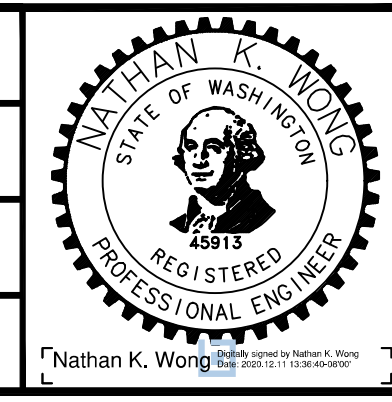 NATHAN K. WONG
STATE OF WASHINGTON
45913
REGISTERED
PROFESSIONAL ENGINEER
Nathan K. Wong
Digitally signed by Nathan K. Wong
Date: 2020.12.11 13:36:40-08'00'